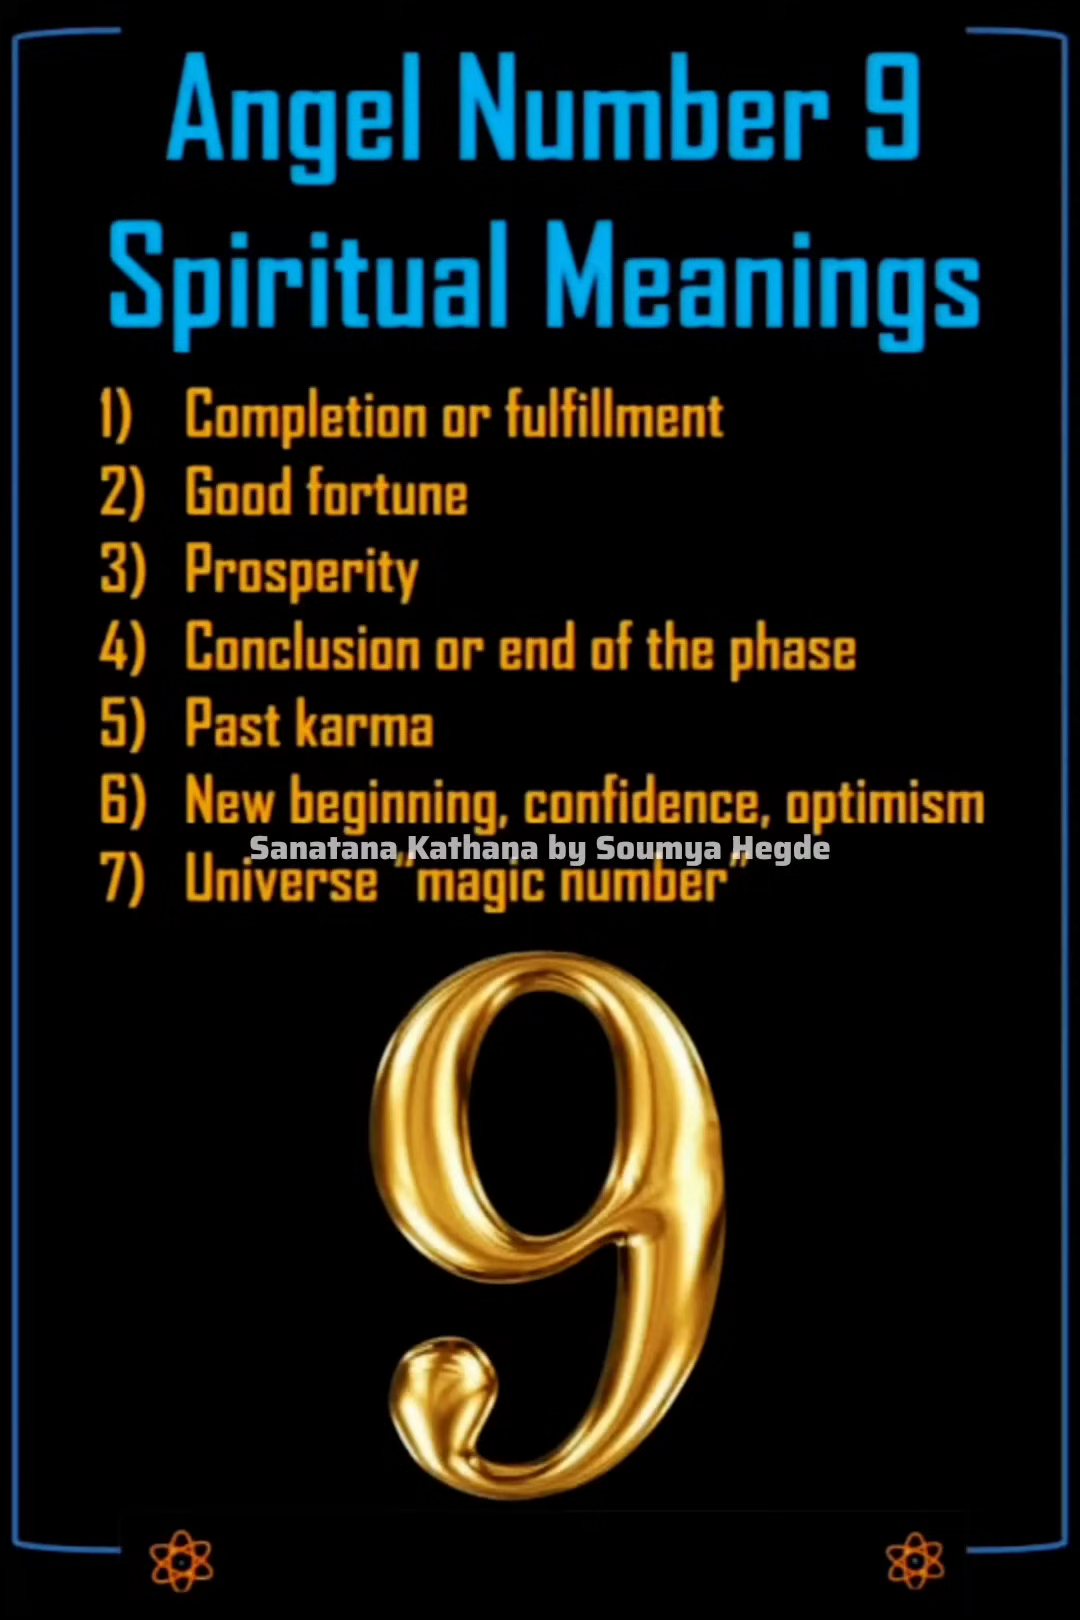 Angel Number 9
Spiritual Meanings
1) Completion or fulfillment
2) Good fortune
3) Prosperity
4) Conclusion or end of the phase
5) Past karma
6) New beginning, confidence, optimism
Sanatana Kathana by Soumya Hegde
7) Universe “magic number”
9